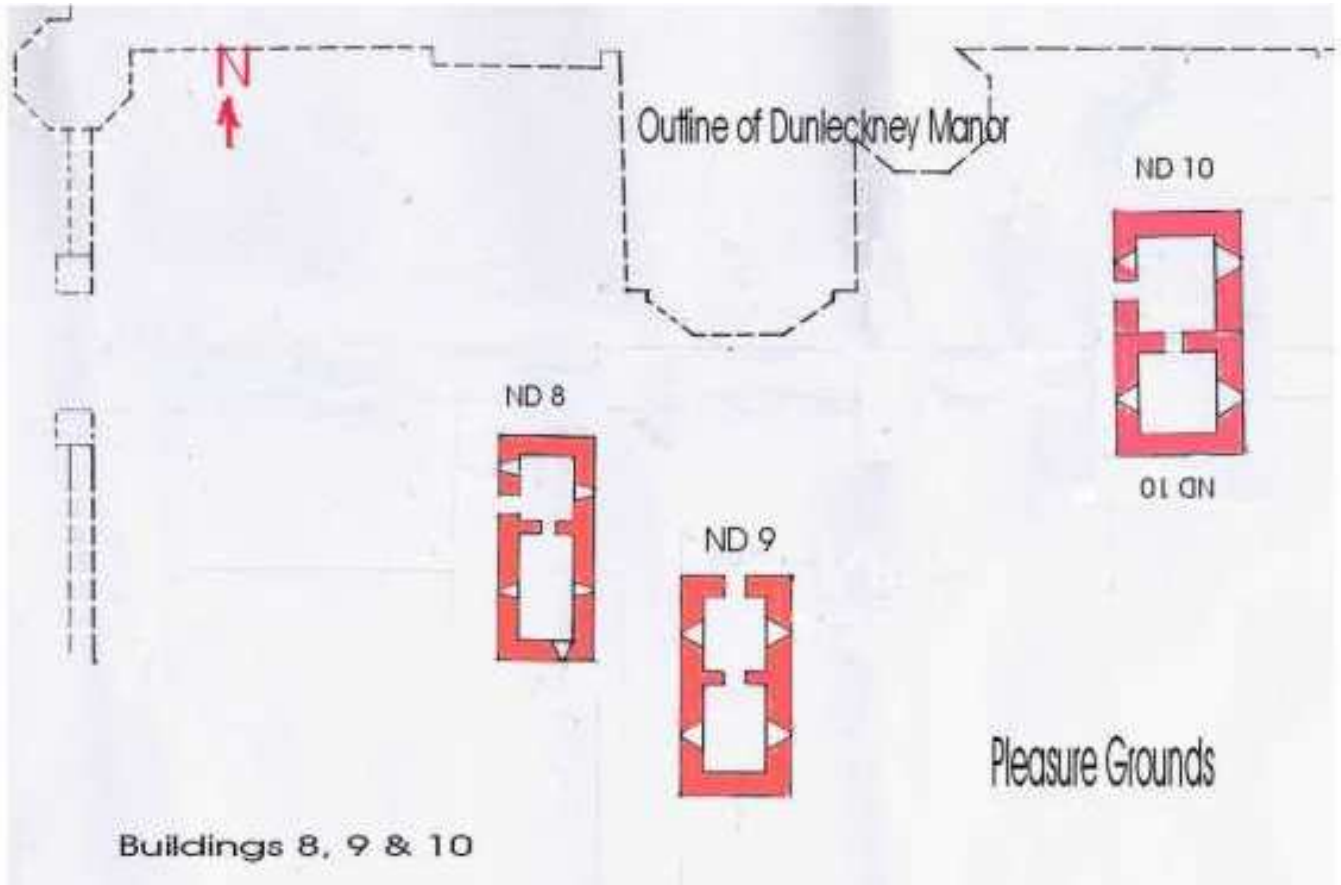 N
Outline of Dunleckney Manor
ND 10
ND 8
ND 10
ND 9
Pleasure Grounds
Buildings 8, 9 & 10